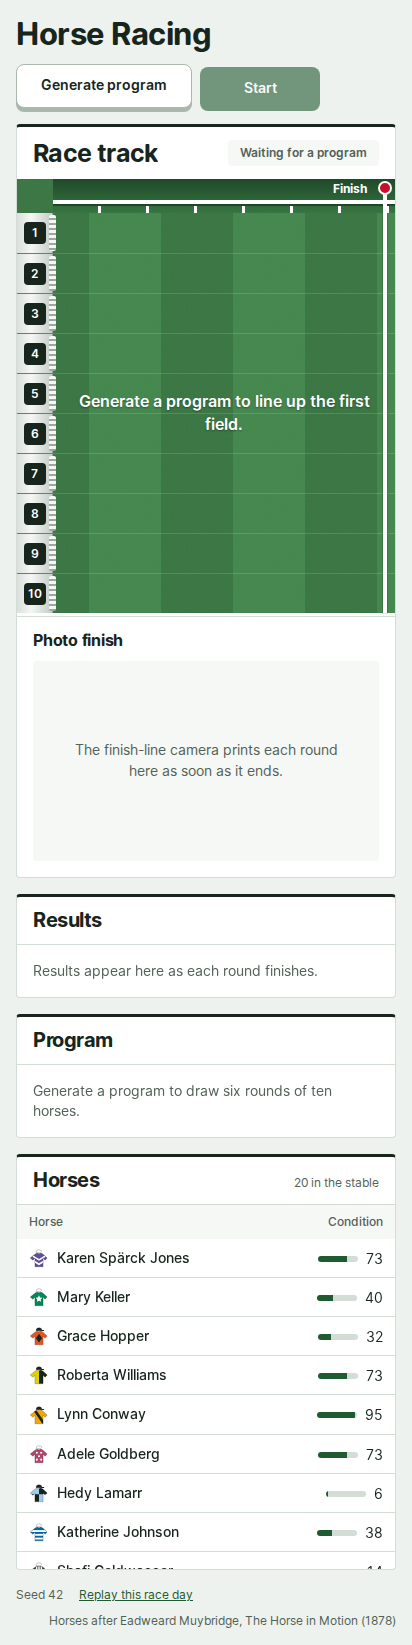 Horse Racing
Generate program
Start
Race track
Waiting for a program
Finish
1
2
3
4
5
6
7
8
9
10
Generate a program to line up the first
field.
Photo finish
The finish-line camera prints each round
here as soon as it ends.
Results
Results appear here as each round finishes.
Program
Generate a program to draw six rounds of ten
horses.
Horses
20 in the stable
Horse Condition
Karen Spärck Jones 73
Mary Keller 40
Grace Hopper 32
Roberta Williams 73
Lynn Conway 95
Adele Goldberg 73
Hedy Lamarr 6
Katherine Johnson 38
Shafi Goldwasser 14
Seed 42 Replay this race day
Horses after Eadweard Muybridge, The Horse in Motion (1878)